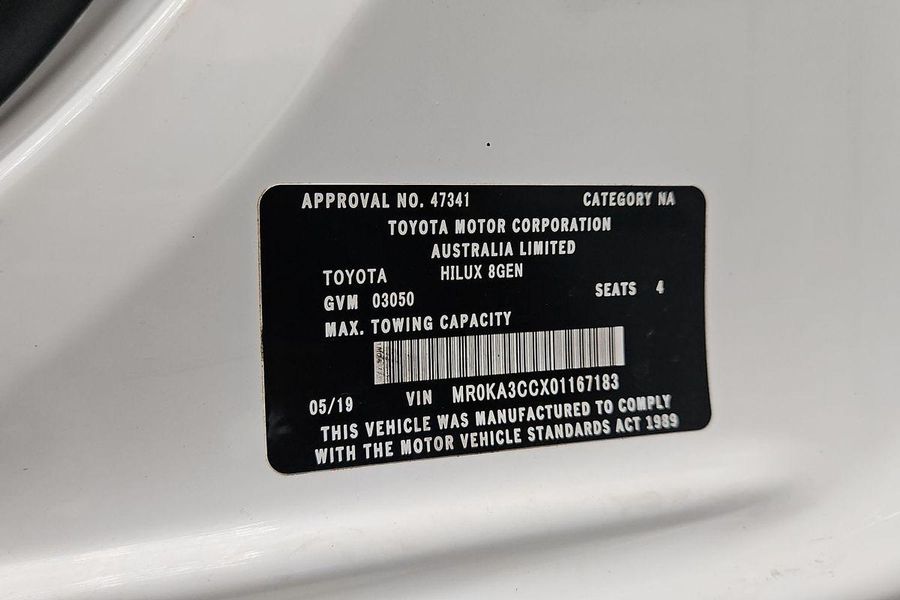 APPROVAL NO. 47341 CATEGORY NA
TOYOTA MOTOR CORPORATION
AUSTRALIA LIMITED
TOYOTA HILUX 8GEN
GVM 03050 SEATS 4
MAX. TOWING CAPACITY
05/19 VIN MR0KA3CCX01167183
THIS VEHICLE WAS MANUFACTURED TO COMPLY
WITH THE MOTOR VEHICLE STANDARDS ACT 1989